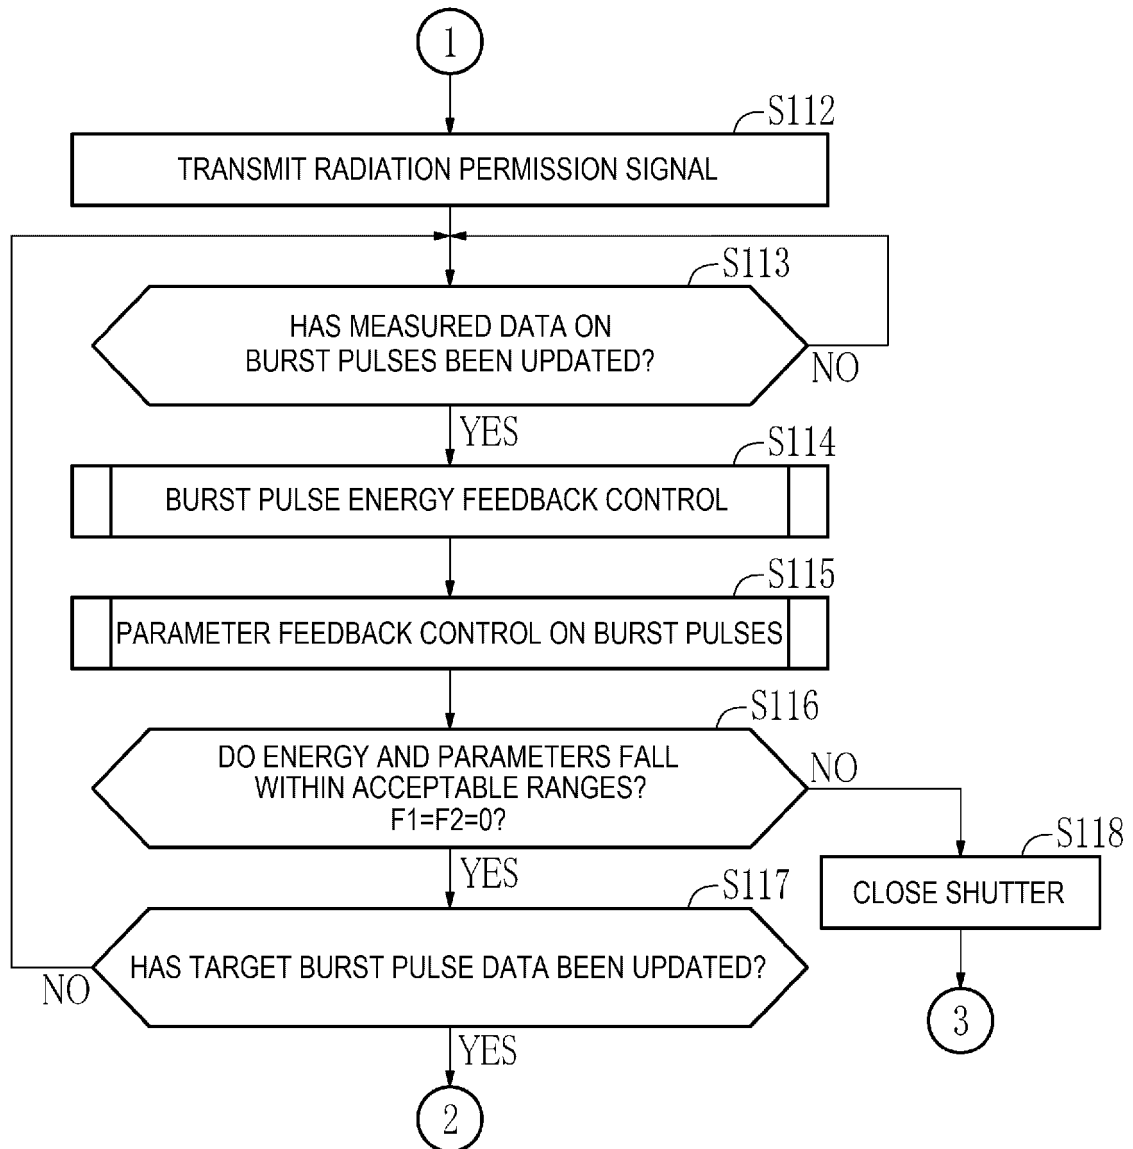 1
S112
TRANSMIT RADIATION PERMISSION SIGNAL
S113
HAS MEASURED DATA ON
BURST PULSES BEEN UPDATED?
NO
YES
S114
BURST PULSE ENERGY FEEDBACK CONTROL
S115
PARAMETER FEEDBACK CONTROL ON BURST PULSES
S116
DO ENERGY AND PARAMETERS FALL
WITHIN ACCEPTABLE RANGES?
F1=F2=0?
NO
YES
S118
CLOSE SHUTTER
S117
HAS TARGET BURST PULSE DATA BEEN UPDATED?
NO
YES
3
2